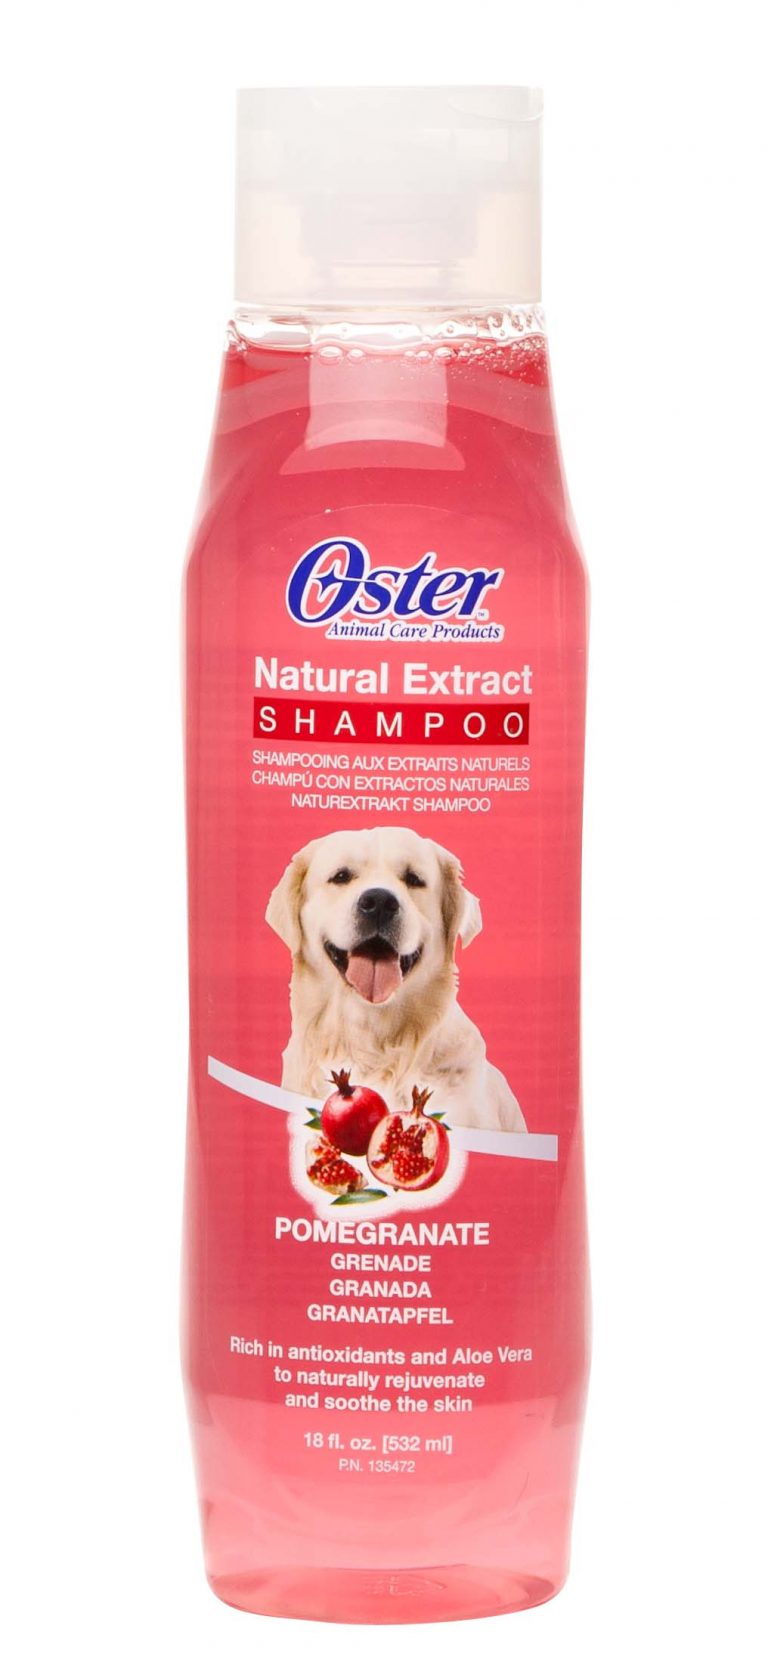 Oster™
Animal Care Products
Natural Extract
SHAMPOO
SHAMPOOING AUX EXTRAITS NATURELS
CHAMPÚ CON EXTRACTOS NATURALES
NATUREXTRAKT SHAMPOO
POMEGRANATE
GRENADE
GRANADA
GRANATAPFEL
Rich in antioxidants and Aloe Vera
to naturally rejuvenate
and soothe the skin
18 fl. oz. [532 ml]
P.N. 135472